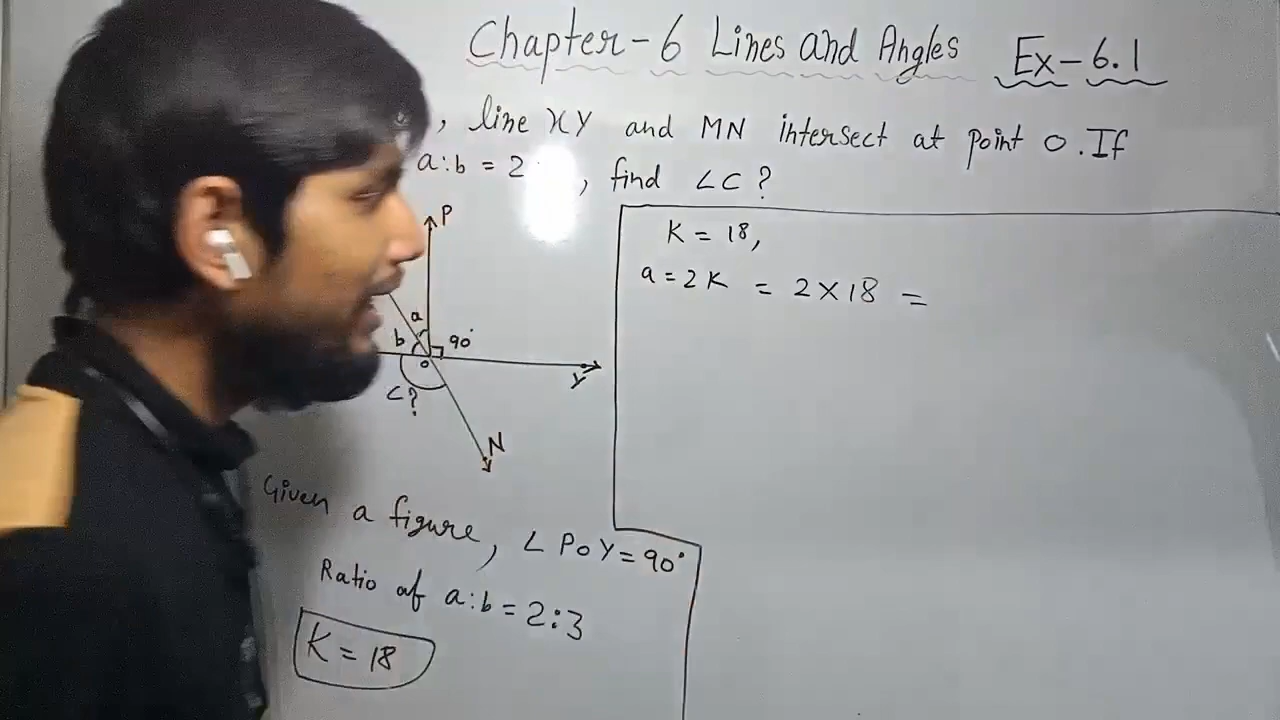 Chapter-6 Lines and Angles Ex-6.1
, line XY and MN intersect at point O. If
a:b = 2 , find ∠C?
P
a
b 90°
O
Y
C?
N
K = 18,
a = 2K = 2×18 =
Given a figure, ∠POY = 90°
Ratio of a:b = 2:3
K = 18